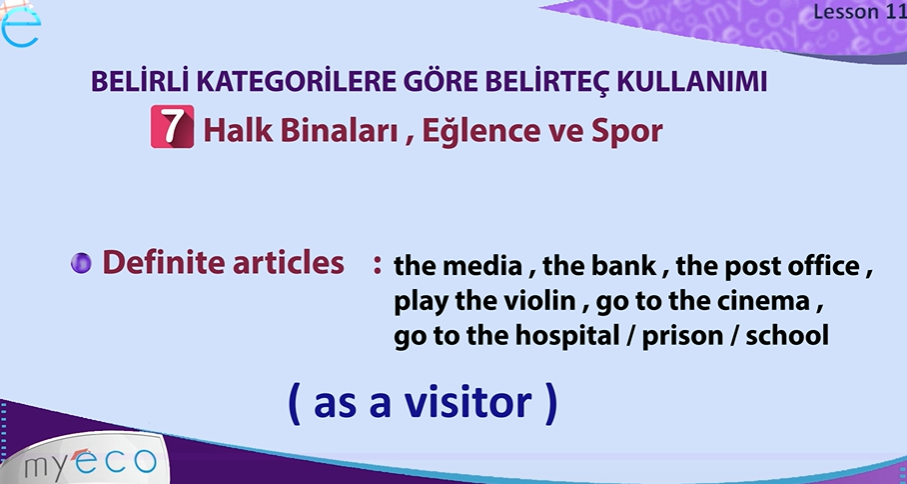 Lesson 11
BELİRLİ KATEGORİLERE GÖRE BELİRTEÇ KULLANIMI
7 Halk Binaları , Eğlence ve Spor
Definite articles : the media , the bank , the post office ,
play the violin , go to the cinema ,
go to the hospital / prison / school
( as a visitor )
myeco